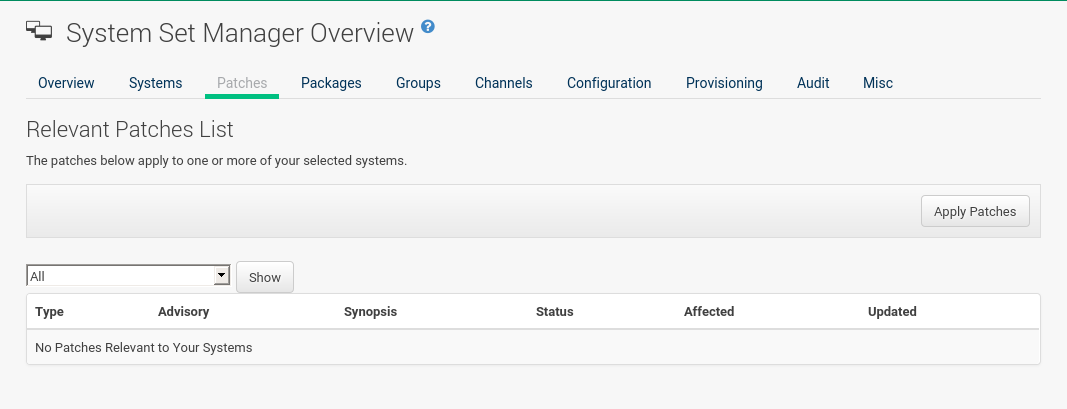 System Set Manager Overview ?
Overview Systems Patches Packages Groups Channels Configuration Provisioning Audit Misc
Relevant Patches List
The patches below apply to one or more of your selected systems.
Apply Patches
All Show
Type Advisory Synopsis Status Affected Updated
No Patches Relevant to Your Systems